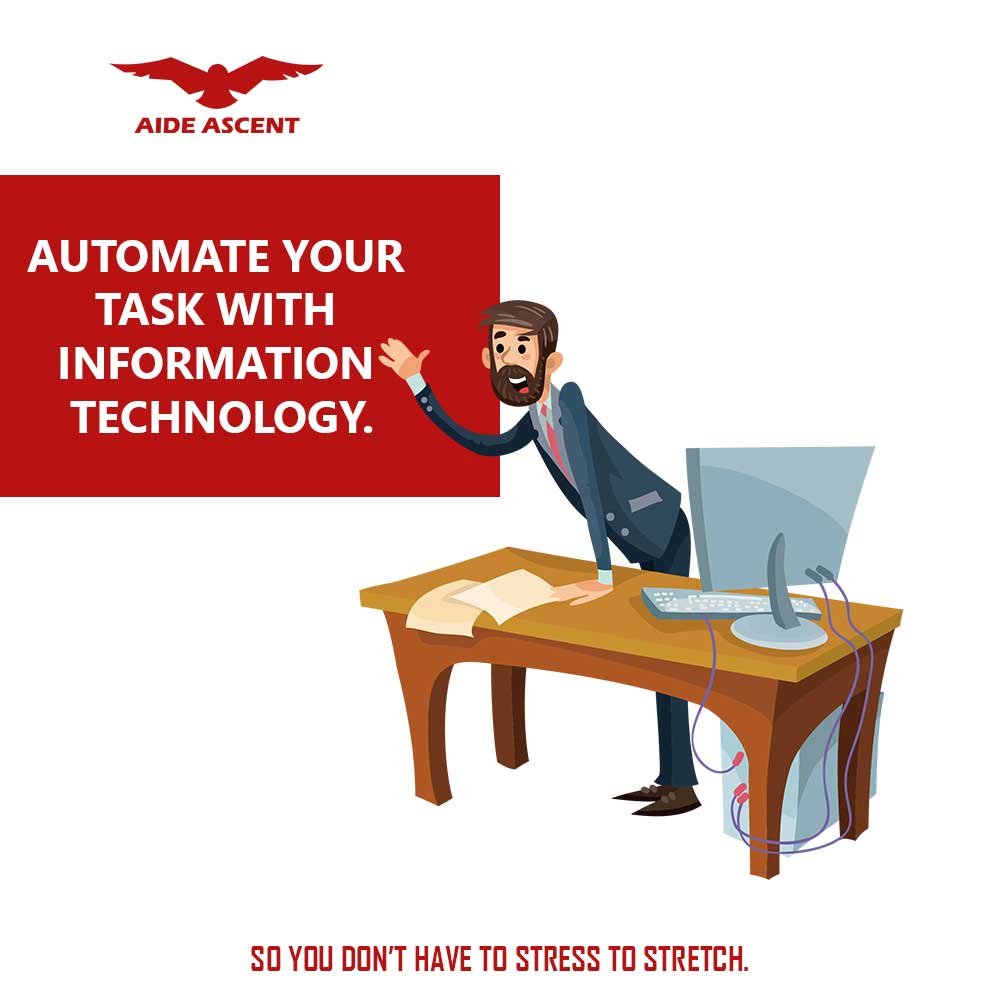 AIDE ASCENT
AUTOMATE YOUR
TASK WITH
INFORMATION
TECHNOLOGY.
SO YOU DON'T HAVE TO STRESS TO STRETCH.